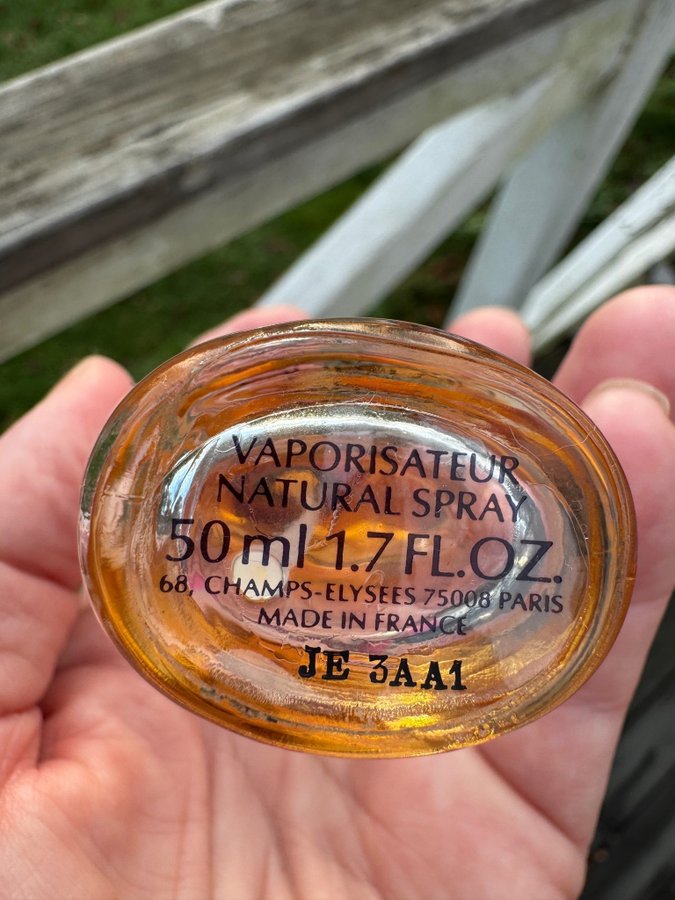 VAPORISATEUR
NATURAL SPRAY
50 ml 1.7 FL.OZ.
68, CHAMPS-ELYSEES 75008 PARIS
MADE IN FRANCE
JE 3AA1